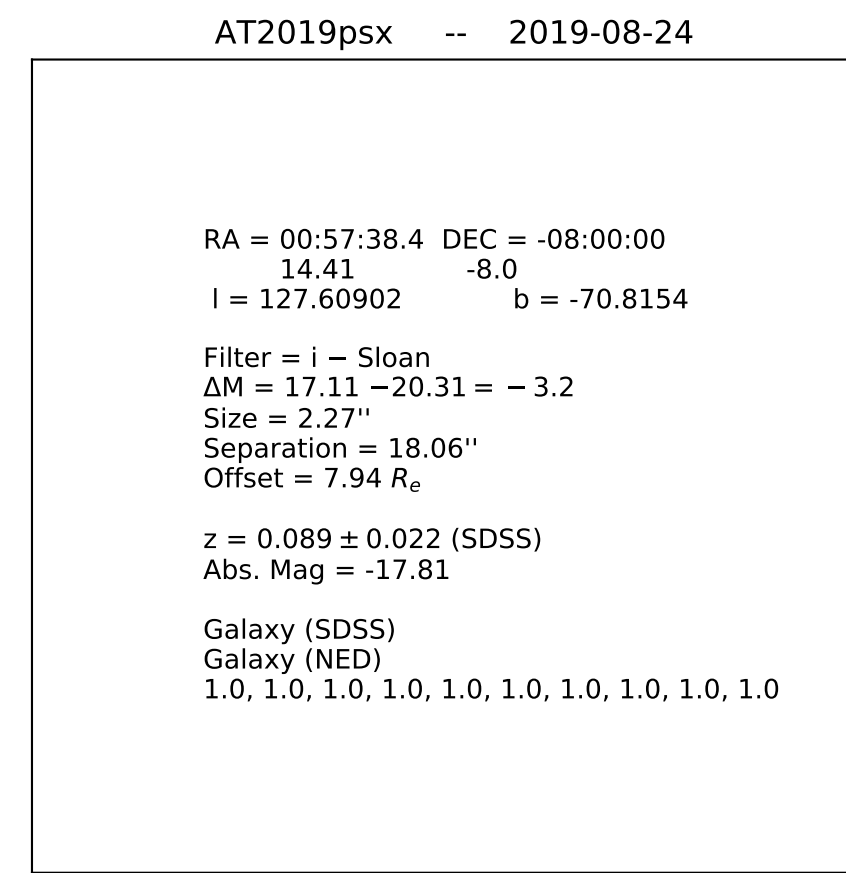 AT2019psx -- 2019-08-24
RA = 00:57:38.4 DEC = -08:00:00
14.41 -8.0
l = 127.60902 b = -70.8154
Filter = i − Sloan
ΔM = 17.11 −20.31 = − 3.2
Size = 2.27''
Separation = 18.06''
Offset = 7.94 Re
z = 0.089 ± 0.022 (SDSS)
Abs. Mag = -17.81
Galaxy (SDSS)
Galaxy (NED)
1.0, 1.0, 1.0, 1.0, 1.0, 1.0, 1.0, 1.0, 1.0, 1.0